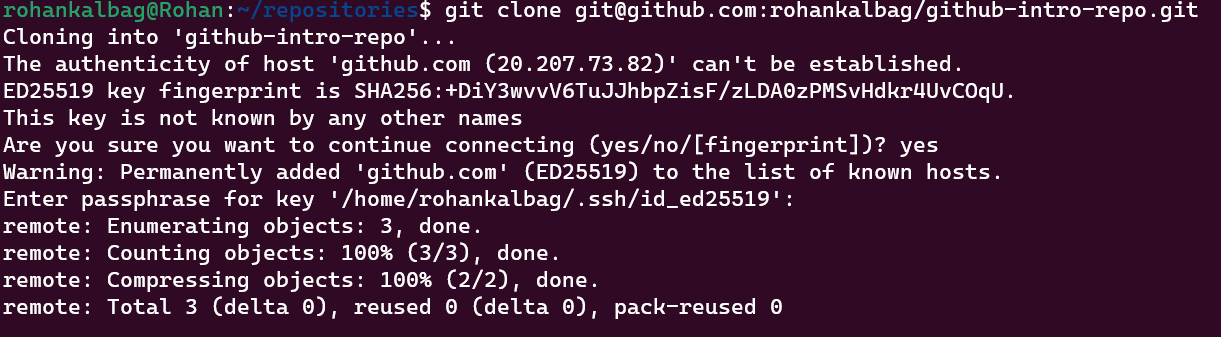 rohankalbag@Rohan:~/repositories$ git clone git@github.com:rohankalbag/github-intro-repo.git
Cloning into 'github-intro-repo'...
The authenticity of host 'github.com (20.207.73.82)' can't be established.
ED25519 key fingerprint is SHA256:+DiY3wvvV6TuJJhbpZisF/zLDA0zPMSvHdkr4UvCOqU.
This key is not known by any other names
Are you sure you want to continue connecting (yes/no/[fingerprint])? yes
Warning: Permanently added 'github.com' (ED25519) to the list of known hosts.
Enter passphrase for key '/home/rohankalbag/.ssh/id_ed25519':
remote: Enumerating objects: 3, done.
remote: Counting objects: 100% (3/3), done.
remote: Compressing objects: 100% (2/2), done.
remote: Total 3 (delta 0), reused 0 (delta 0), pack-reused 0